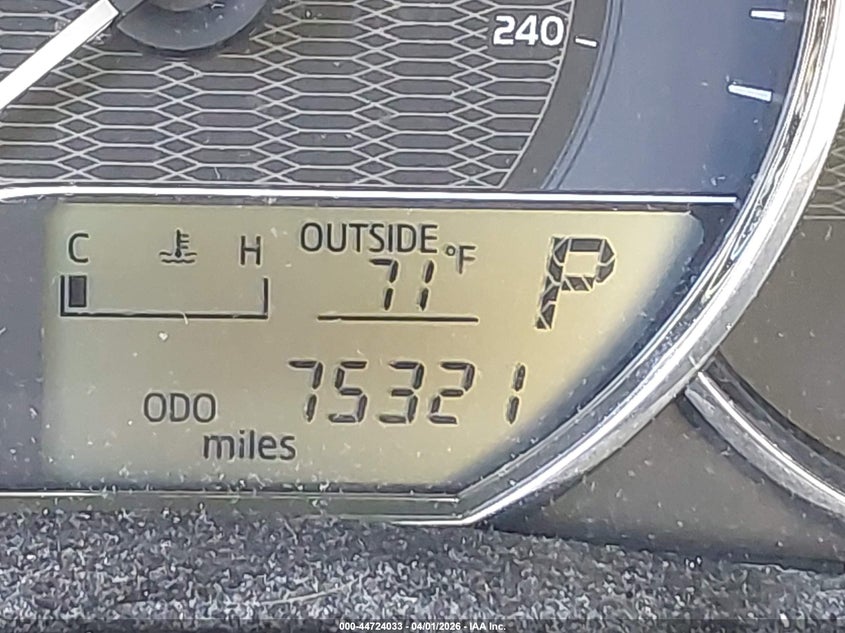 240
C H OUTSIDE °F
71
P
75321
ODO
miles
000-44724033 - 04/01/2026 - IAA Inc.